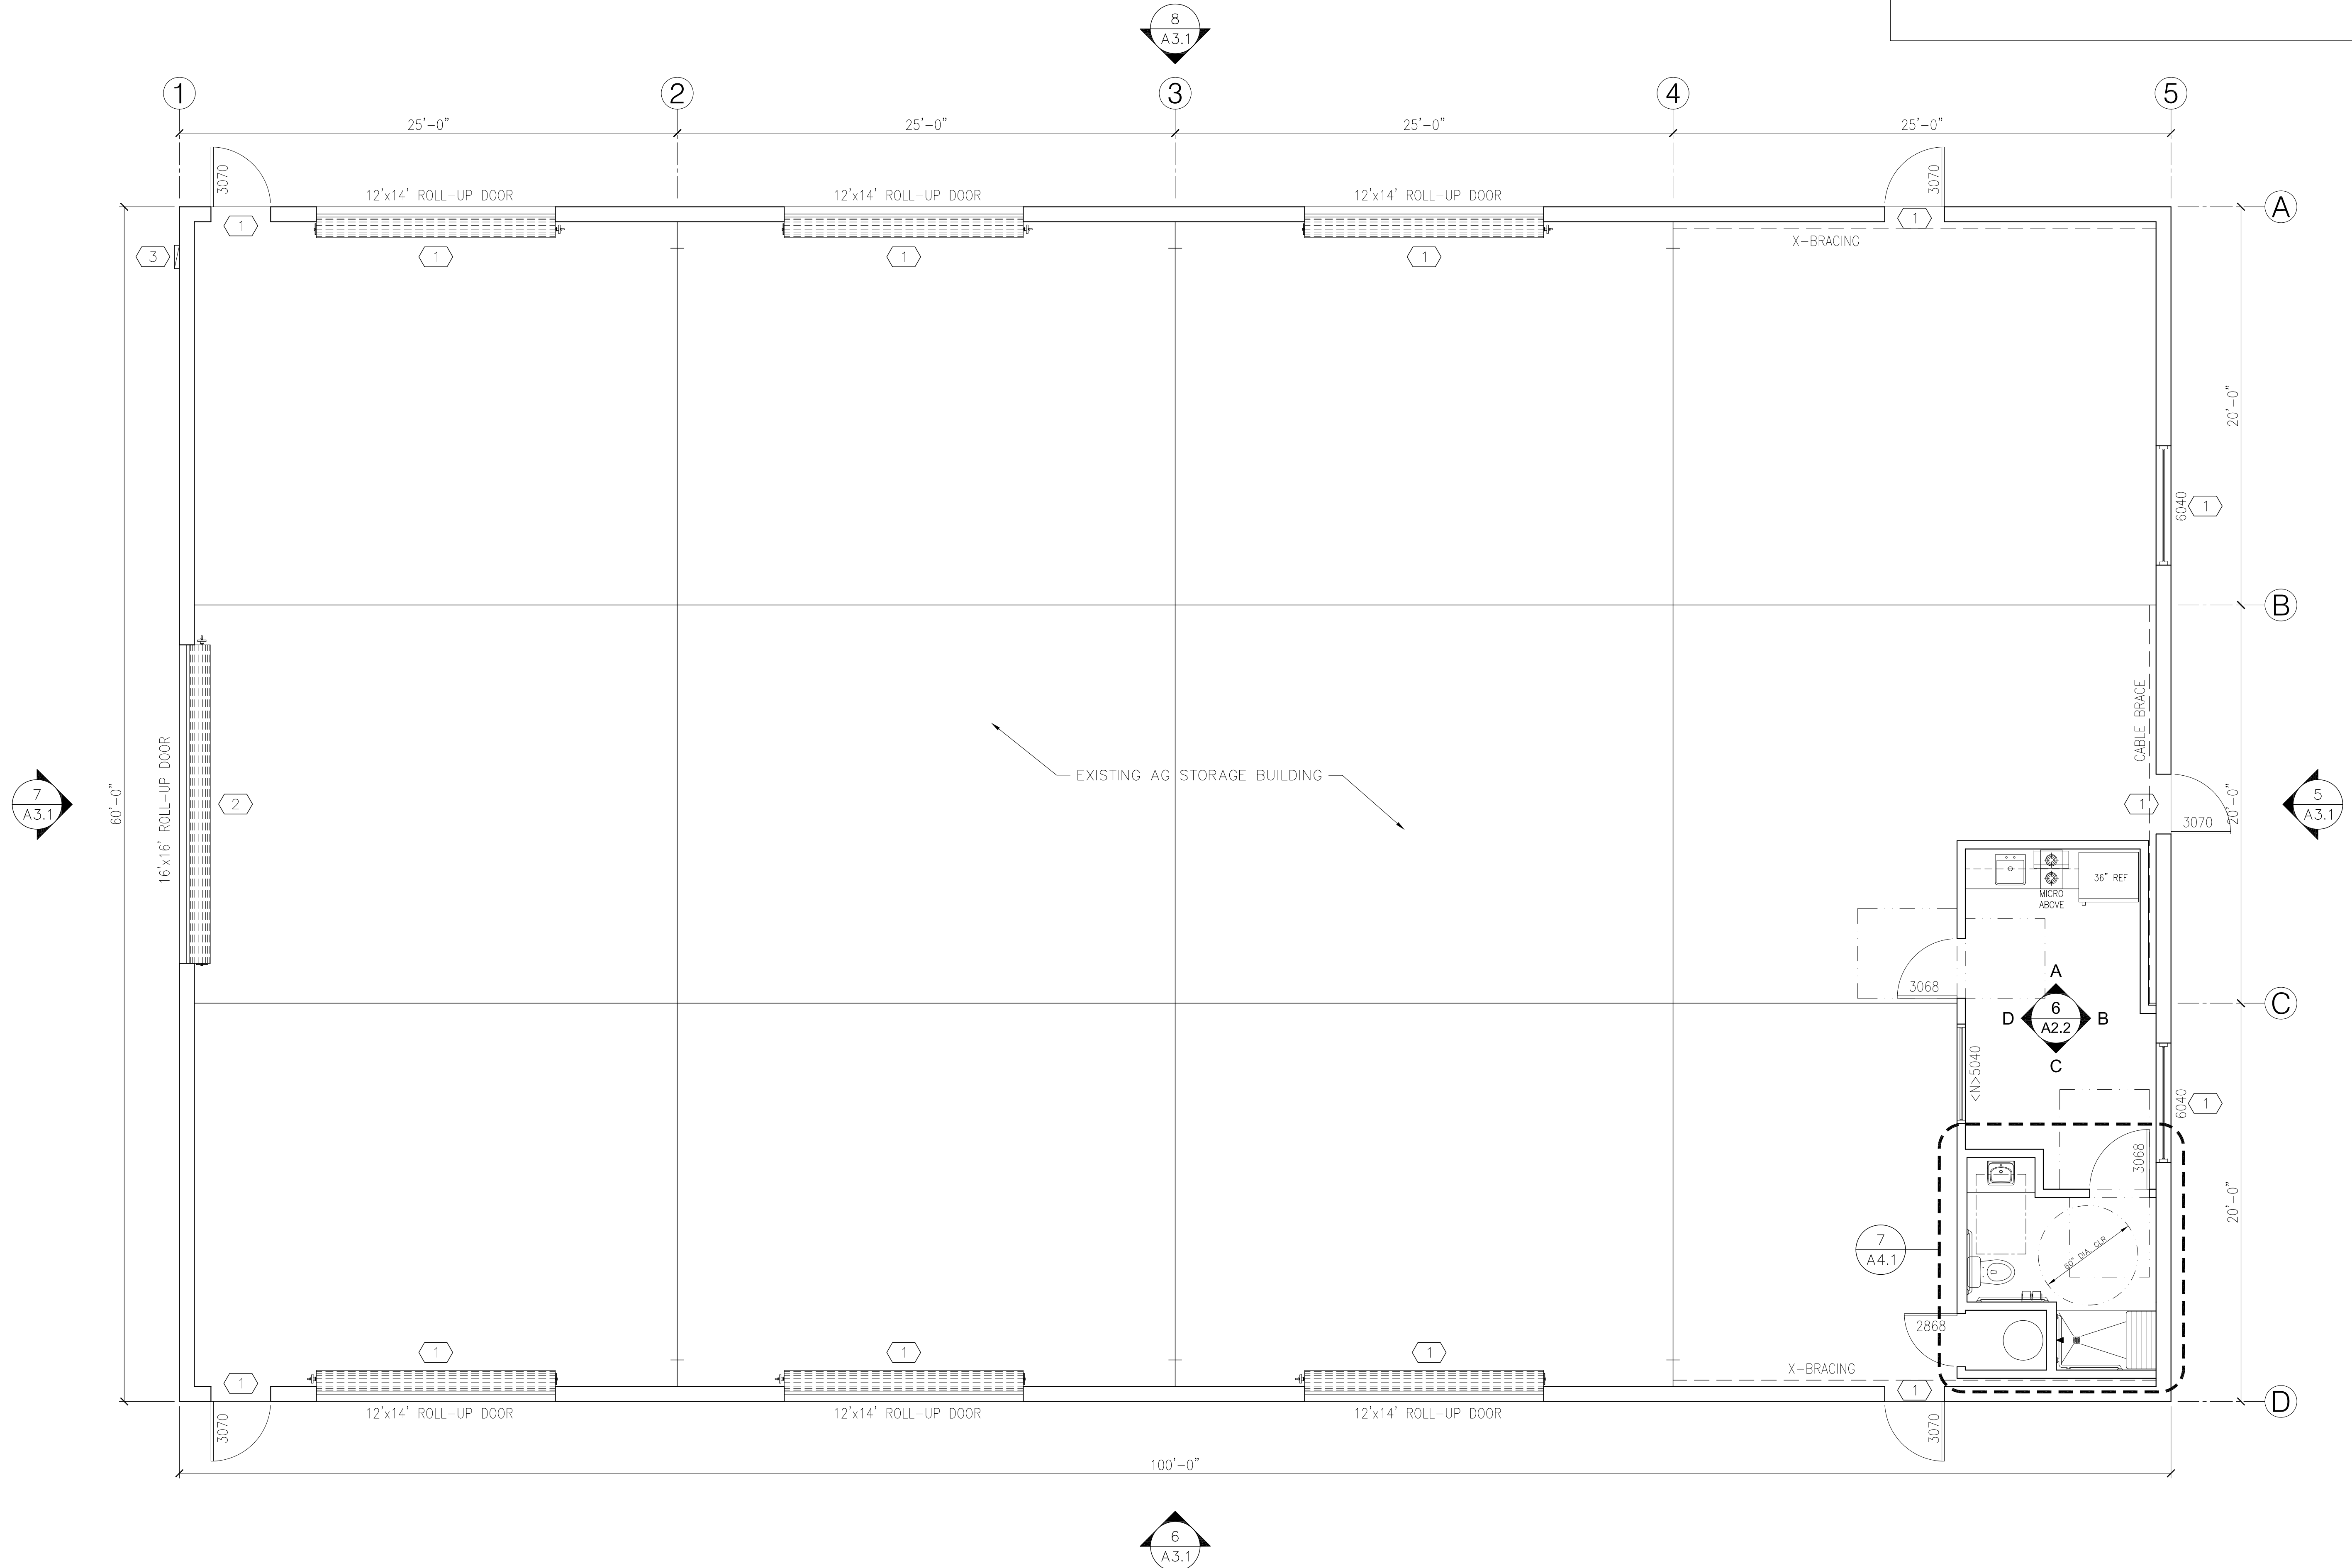 8
A3.1
1
2
3
4
5
25'-0"
25'-0"
25'-0"
25'-0"
3070
12'x14' ROLL-UP DOOR
12'x14' ROLL-UP DOOR
12'x14' ROLL-UP DOOR
3070
A
1
1
3
1
1
1
X-BRACING
20'-0"
6040
1
B
60'-0"
16'x16' ROLL-UP DOOR
2
7
A3.1
EXISTING AG STORAGE BUILDING
CABLE BRACE
1
3070
20'-0"
5
A3.1
36" REF
MICRO
ABOVE
3068
A
D
6
A2.2
B
C
C
<N>5040
6040
1
3068
20'-0"
7
A4.1
60" DIA. CLR
2868
1
1
1
1
X-BRACING
1
D
3070
12'x14' ROLL-UP DOOR
12'x14' ROLL-UP DOOR
12'x14' ROLL-UP DOOR
3070
100'-0"
6
A3.1